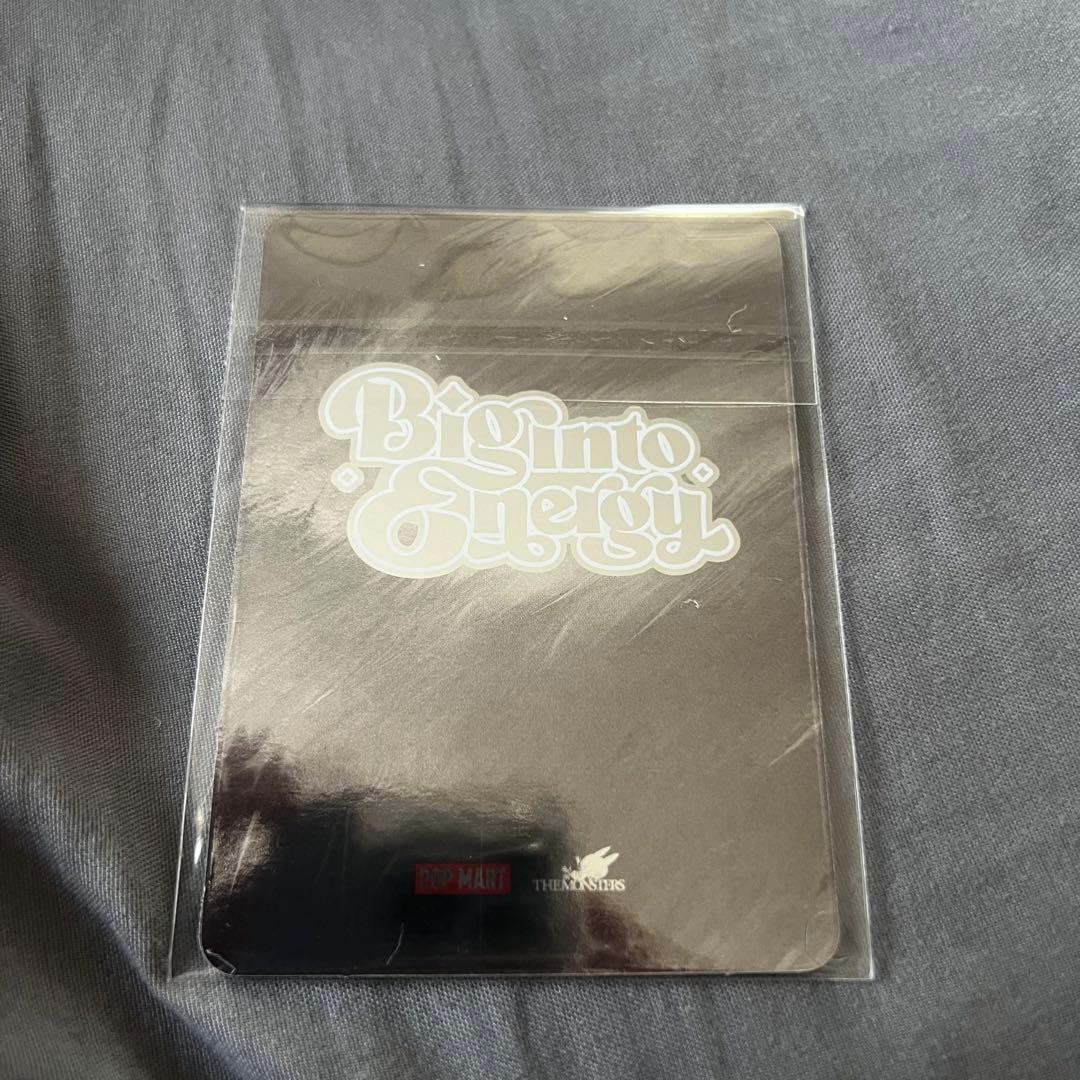 Big into
Energy
POP MART
THE MONSTERS